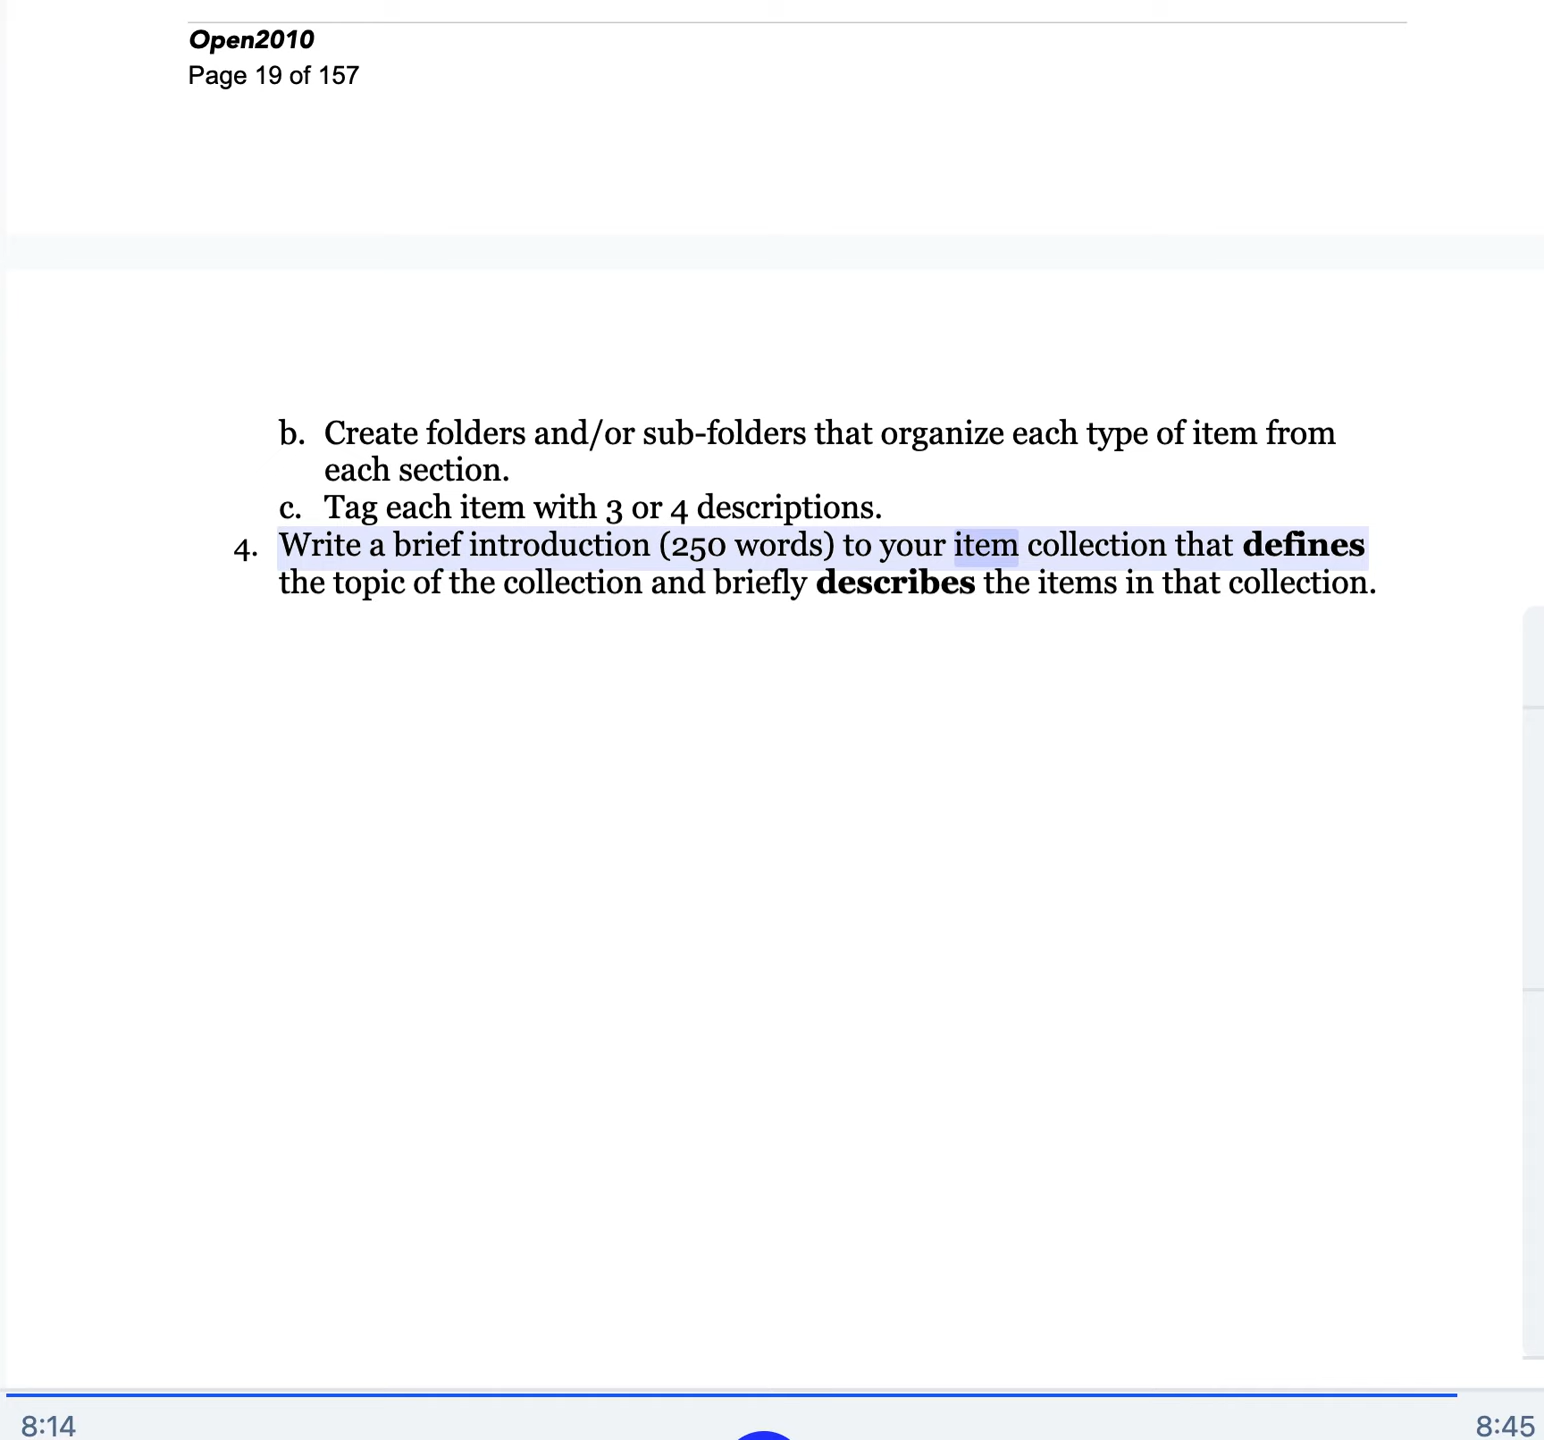 Open2010
Page 19 of 157
b. Create folders and/or sub-folders that organize each type of item from
each section.
c. Tag each item with 3 or 4 descriptions.
4. Write a brief introduction (250 words) to your item collection that defines
the topic of the collection and briefly describes the items in that collection.
8:14
8:45